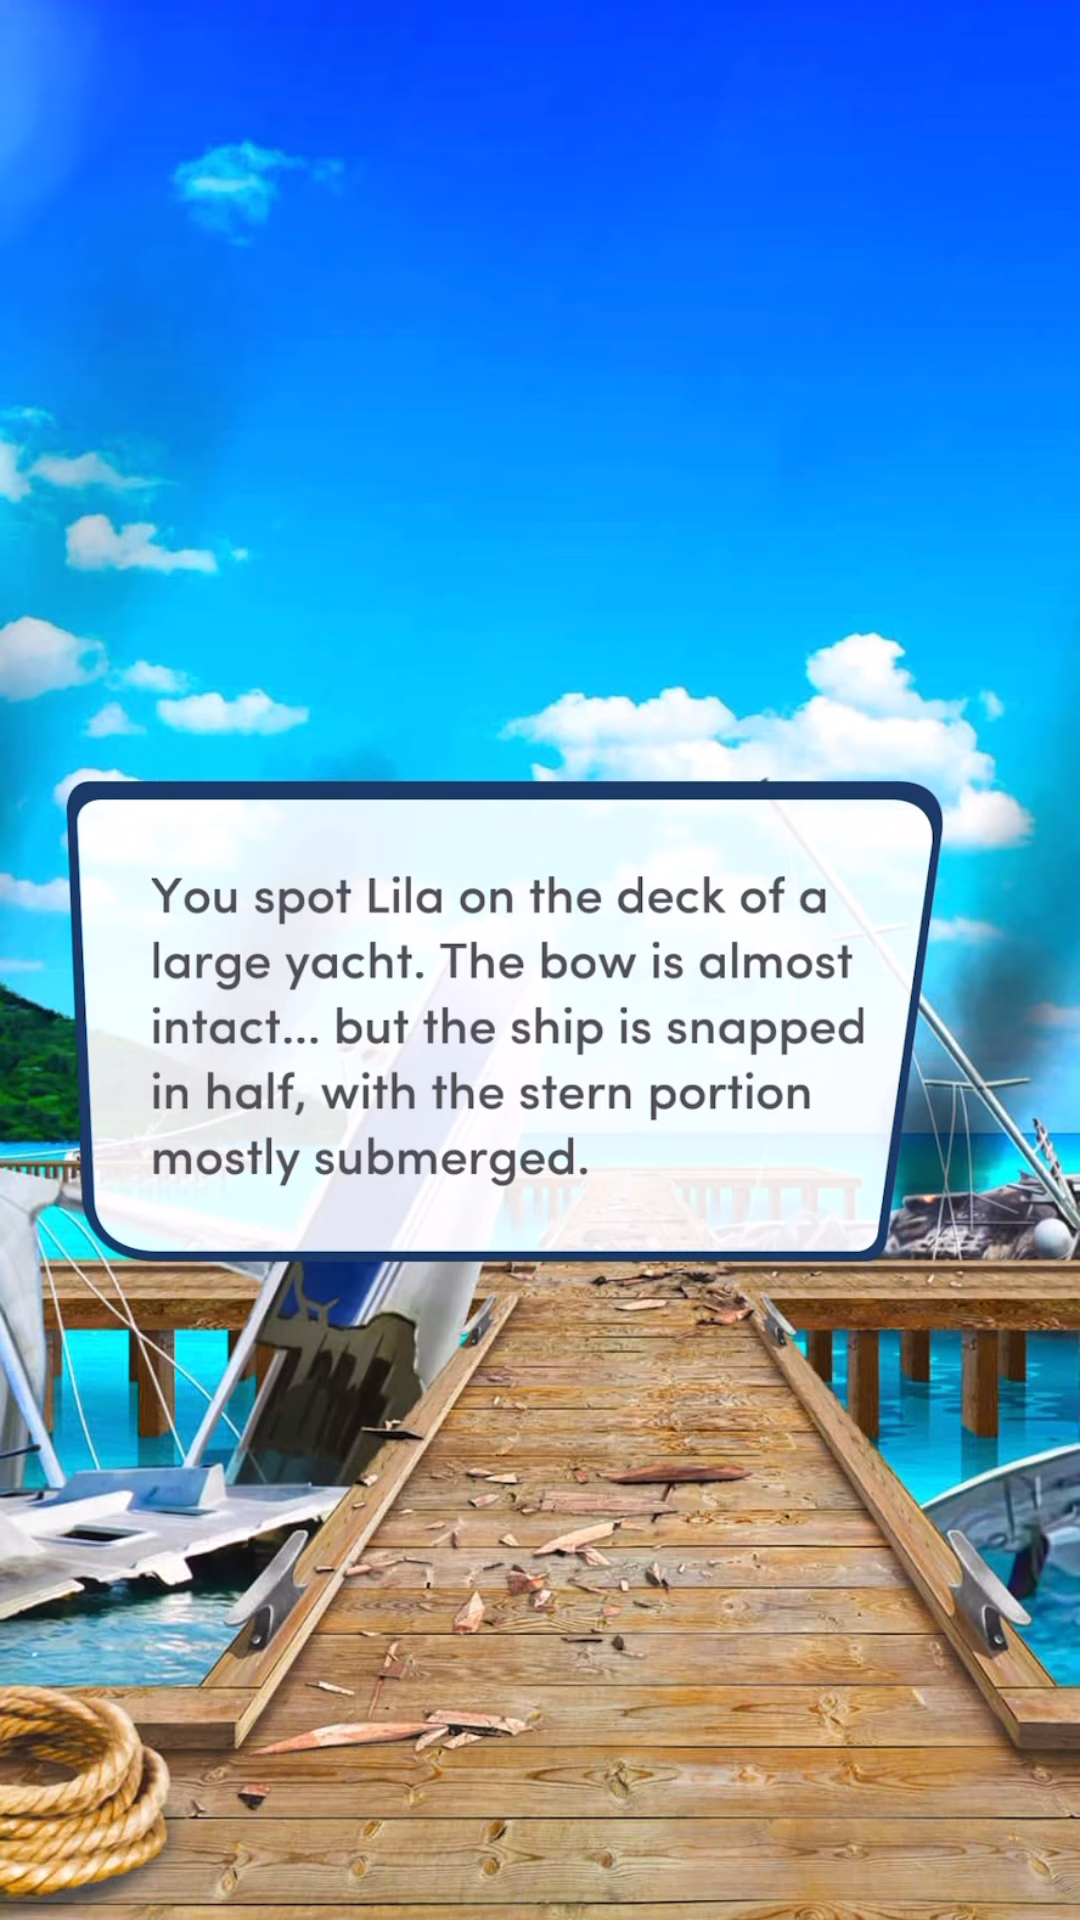 You spot Lila on the deck of a
large yacht. The bow is almost
intact... but the ship is snapped
in half, with the stern portion
mostly submerged.